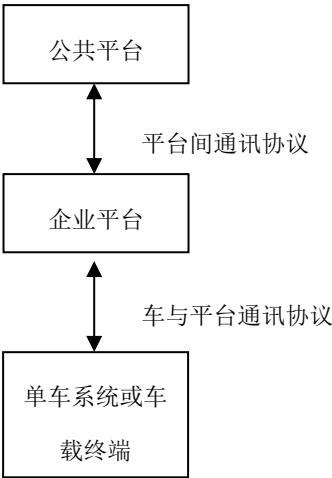 公共平台
平台间通讯协议
企业平台
车与平台通讯协议
单车系统或车
载终端